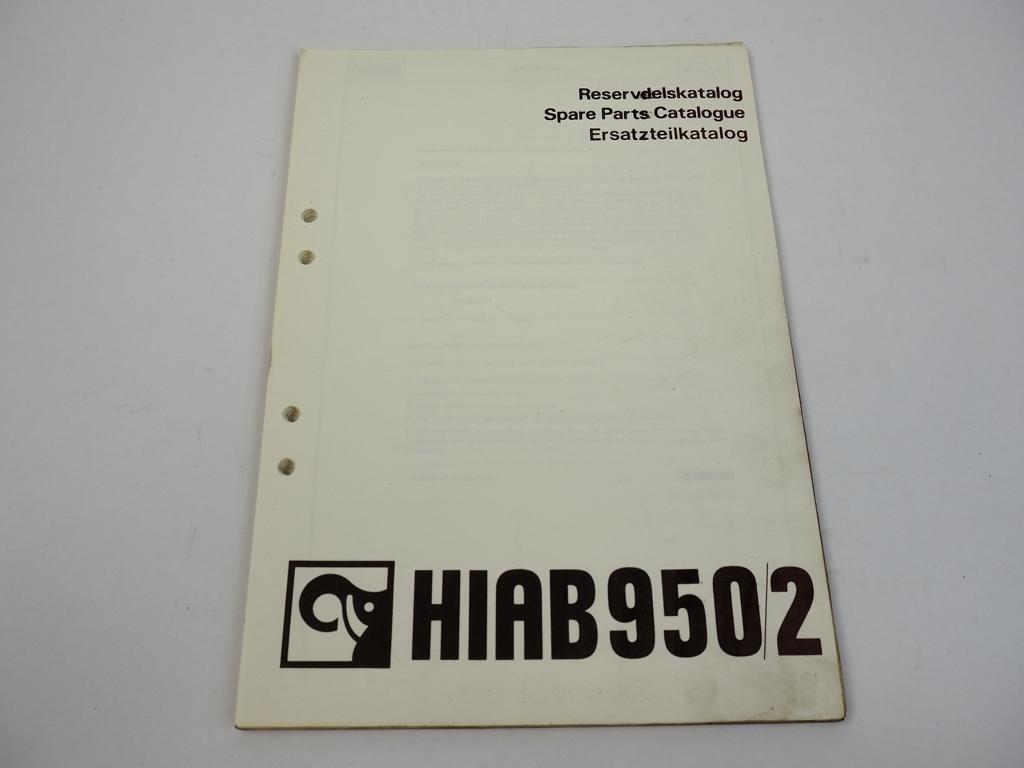 Reservdelskatalog
Spare Parts Catalogue
Ersatzteilkatalog
HIAB 950/2